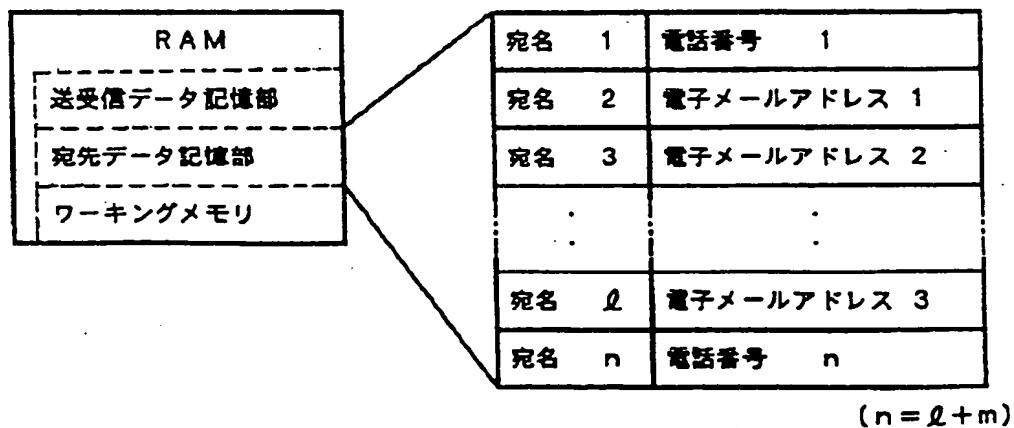 RAM
送受信データ記憶部
宛先データ記憶部
ワーキングメモリ
宛名 1 電話番号 1
宛名 2 電子メールアドレス 1
宛名 3 電子メールアドレス 2
宛名 ℓ 電子メールアドレス 3
宛名 n 電話番号 n
(n=ℓ+m)